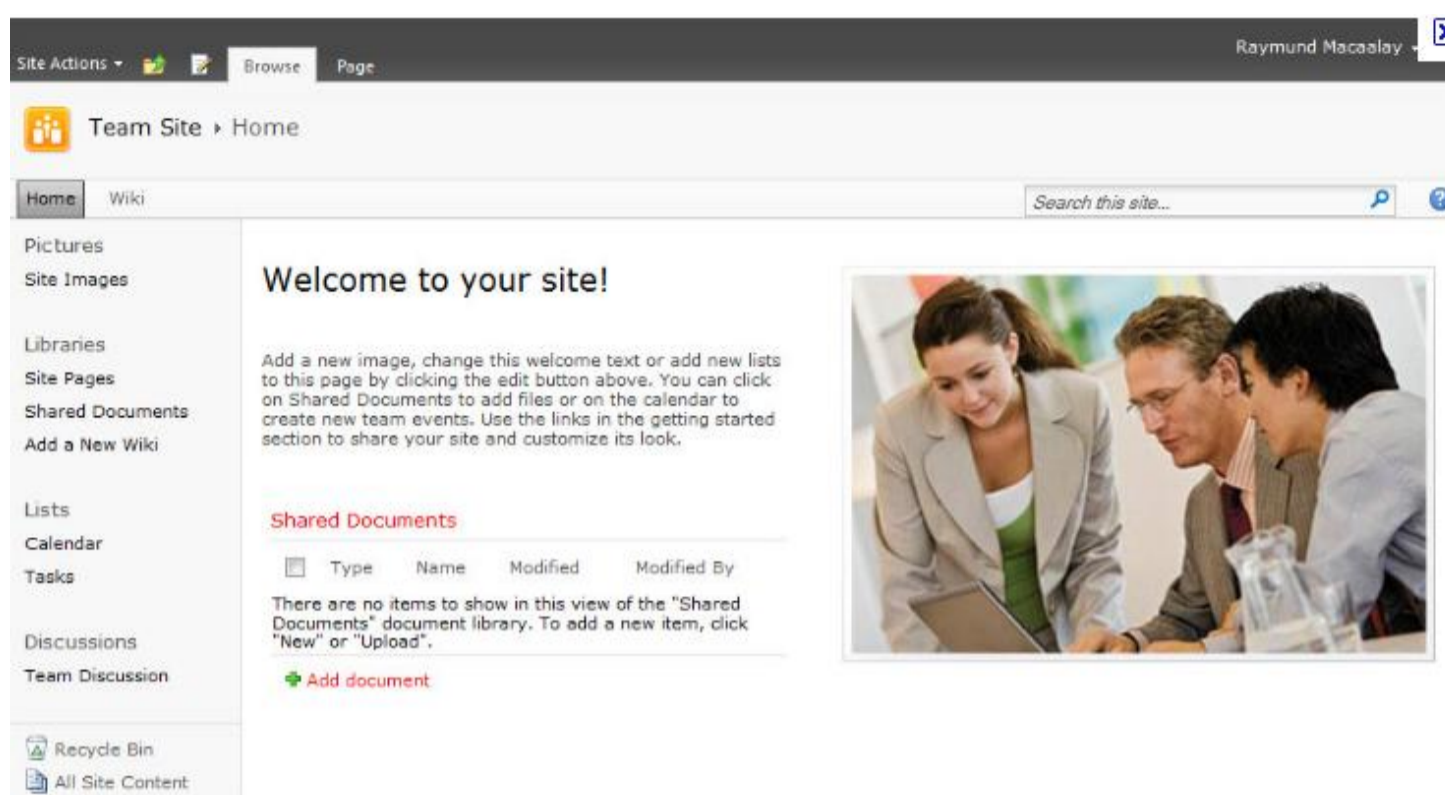 Raymund Macaalay
Site Actions
Browse Page
Team Site ▸ Home
Home Wiki
Search this site...
Pictures
Site Images
Libraries
Site Pages
Shared Documents
Add a New Wiki
Lists
Calendar
Tasks
Discussions
Team Discussion
Recycle Bin
All Site Content
Welcome to your site!
Add a new image, change this welcome text or add new lists
to this page by clicking the edit button above. You can click
on Shared Documents to add files or on the calendar to
create new team events. Use the links in the getting started
section to share your site and customize its look.
Shared Documents
Type Name Modified Modified By
There are no items to show in this view of the "Shared
Documents" document library. To add a new item, click
"New" or "Upload".
Add document